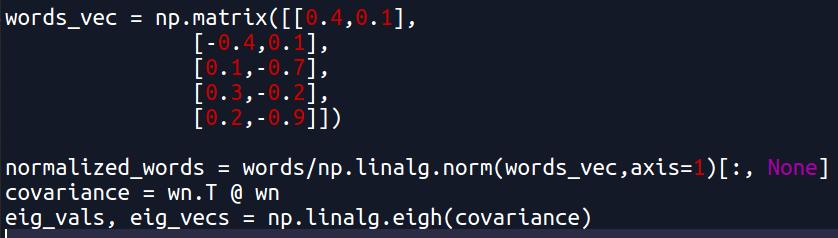 words_vec = np.matrix([[0.4,0.1],
[-0.4,0.1],
[0.1,-0.7],
[0.3,-0.2],
[0.2,-0.9]])
normalized_words = words/np.linalg.norm(words_vec,axis=1)[:, None]
covariance = wn.T @ wn
eig_vals, eig_vecs = np.linalg.eigh(covariance)